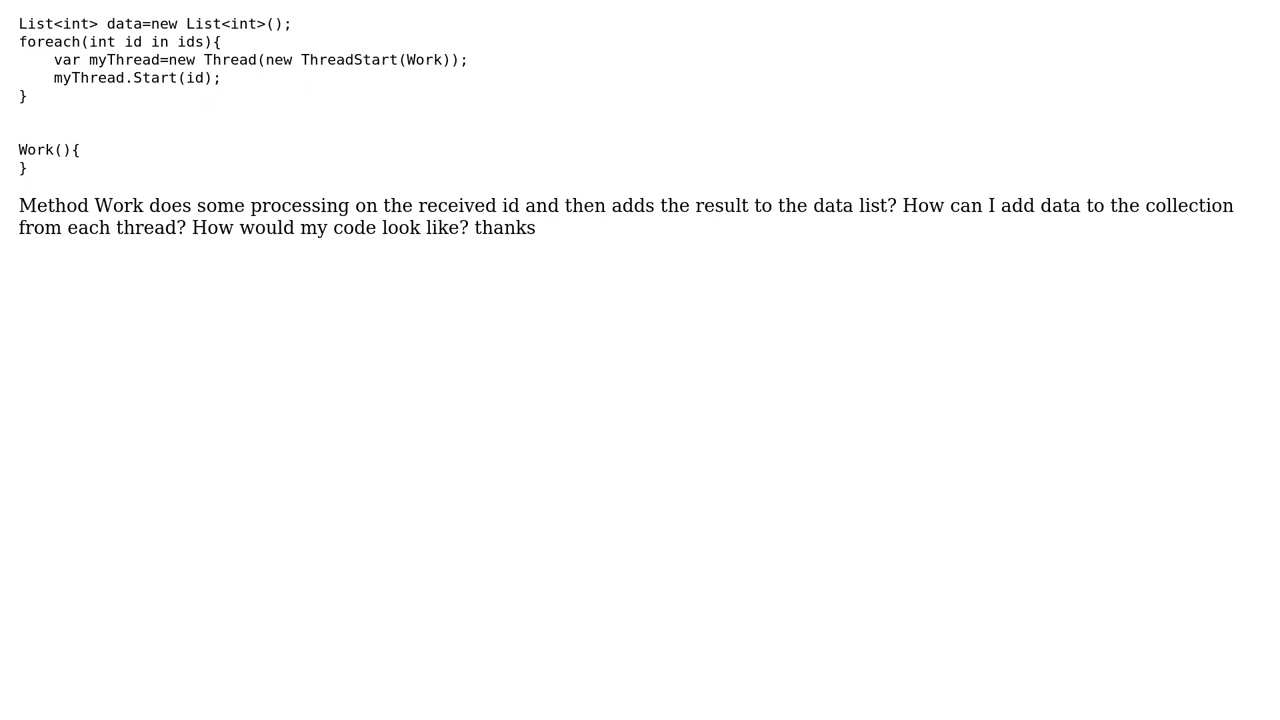 List<int> data=new List<int>();
foreach(int id in ids){
    var myThread=new Thread(new ThreadStart(Work));
    myThread.Start(id);
}
Work(){
}
Method Work does some processing on the received id and then adds the result to the data list? How can I add data to the collection
from each thread? How would my code look like? thanks